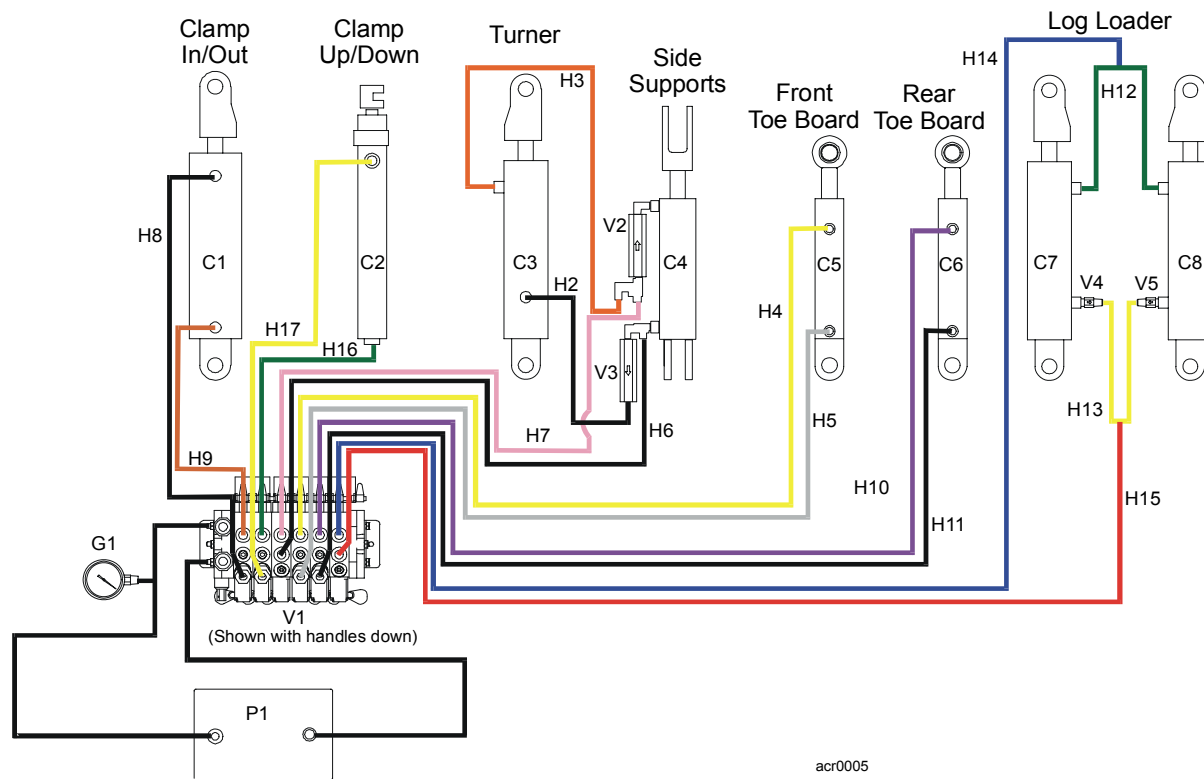 Clamp
In/Out
Clamp
Up/Down
Turner
Side
Supports
Front
Toe Board
Rear
Toe Board
Log Loader
H3
H14
H12
H8
V2
C1
C2
C3
C4
C5
C6
C7
C8
H2
V4
V5
H4
H17
H16
V3
H13
H5
H7
H6
H9
H10
H15
H11
G1
V1
(Shown with handles down)
P1
acr0005